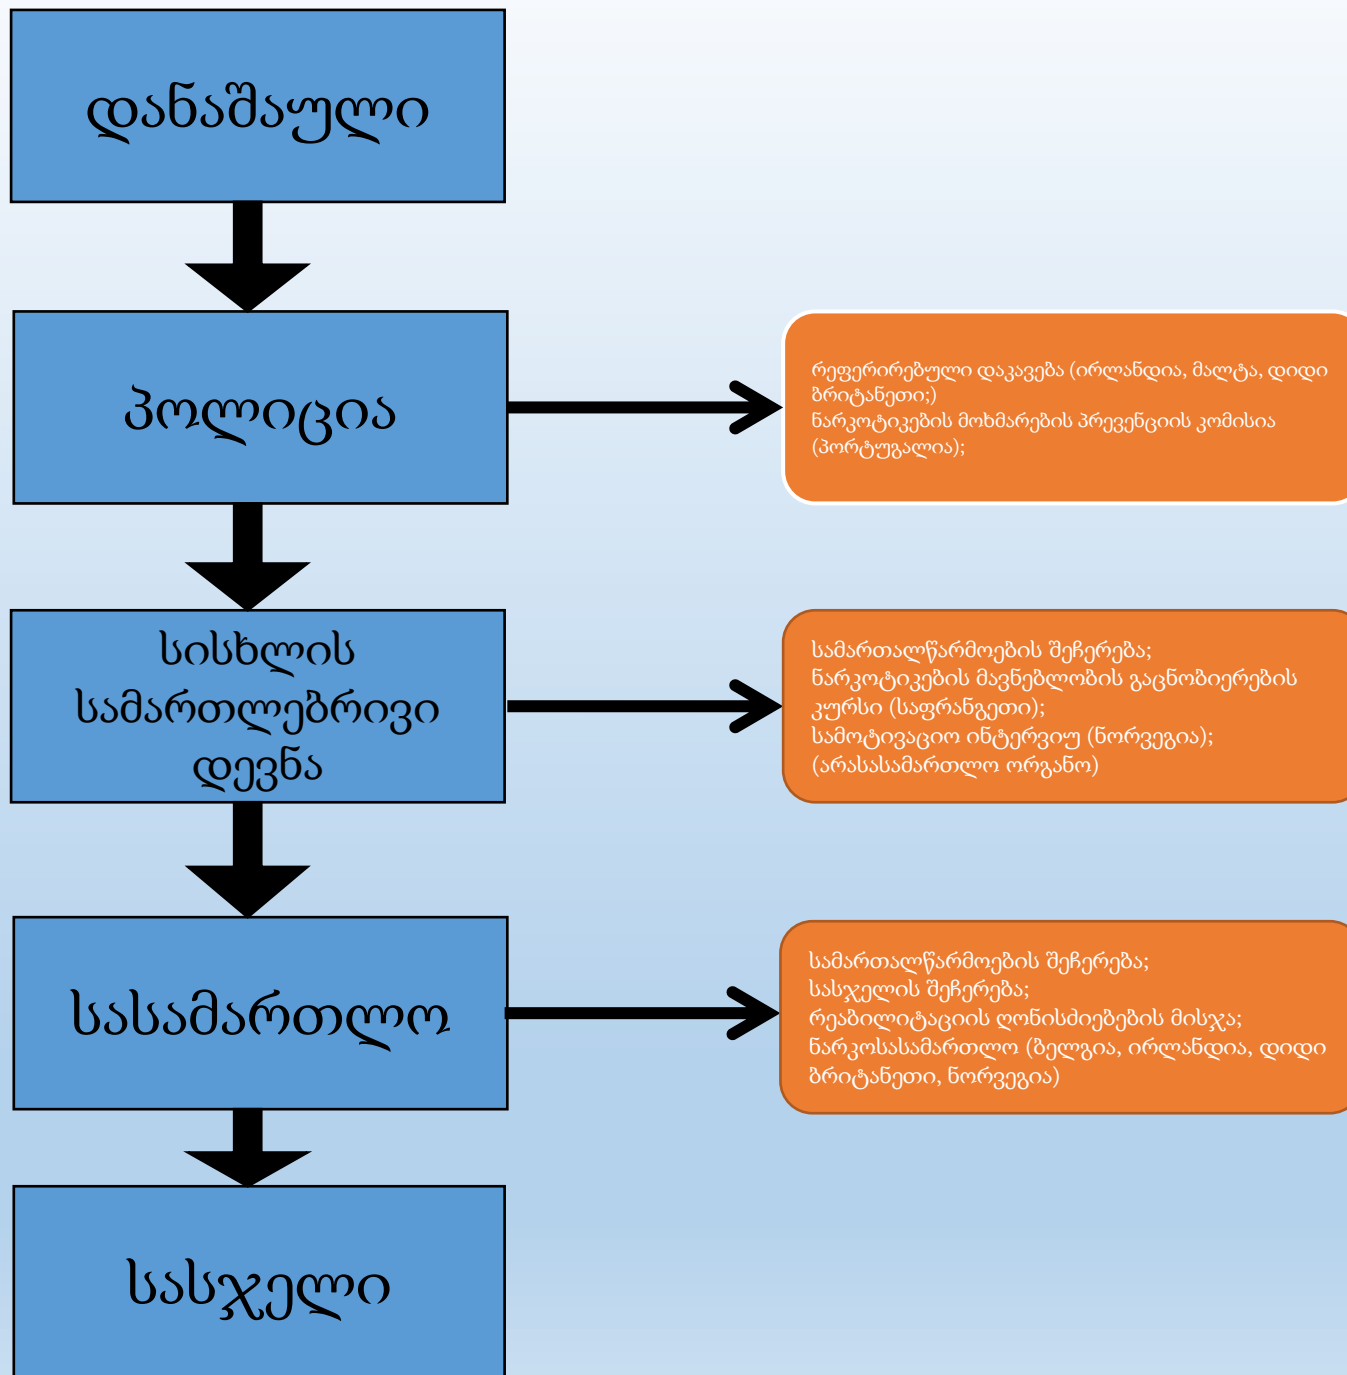 დანაშაული
პოლიცია
რეფერირებული დაკავება (ირლანდია, მალტა, დიდი
ბრიტანეთი;)
ნარკოტიკების მოხმარების პრევენციის კომისია
(პორტუგალია);
სისხლის
სამართლებრივი
დევნა
სამართალწარმოების შეჩერება;
ნარკოტიკების მავნებლობის გაცნობიერების
კურსი (საფრანგეთი);
სამოტივაციო ინტერვიუ (ნორვეგია);
(არასასამართლო ორგანო)
სასამართლო
სამართალწარმოების შეჩერება;
სასჯელის შეჩერება;
რეაბილიტაციის ღონისძიებების მისჯა;
ნარკოსასამართლო (ბელგია, ირლანდია, დიდი
ბრიტანეთი, ნორვეგია)
სასჯელი